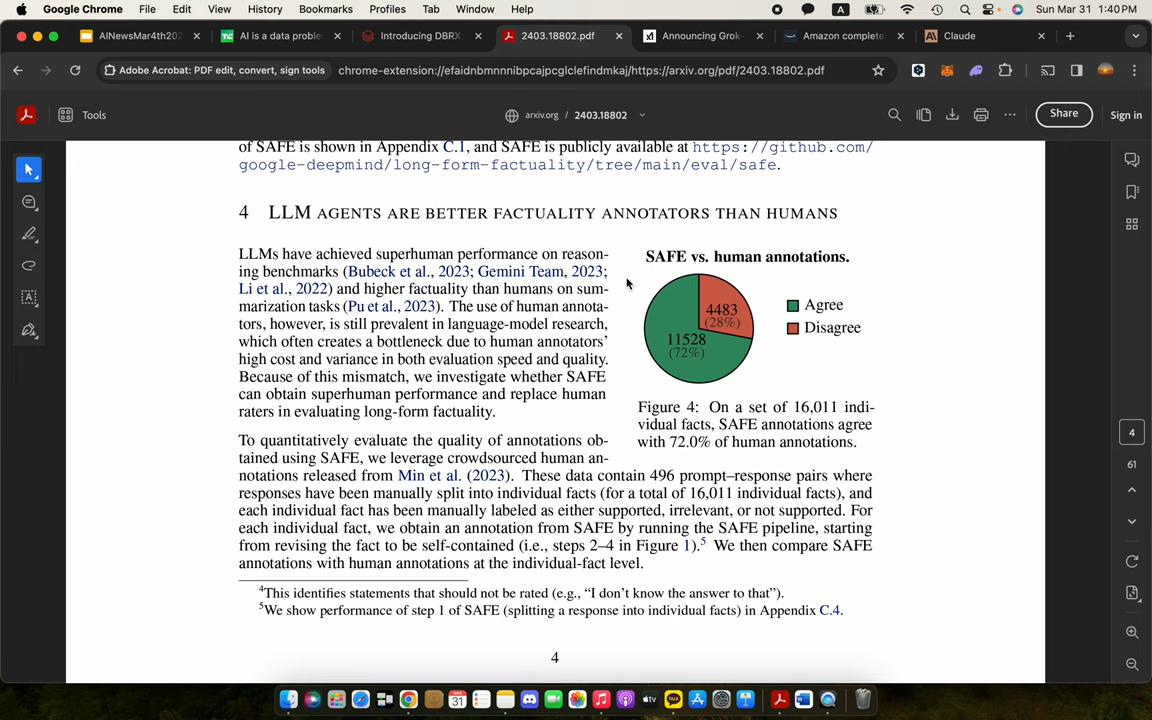 Google Chrome File Edit View History Bookmarks Profiles Tab Window Help A Sun Mar 31 1:40 PM
AINewsMar4th202 AI is a data proble Introducing DBRX: 2403.18802.pdf Announcing Grok- Amazon complete Claude
Adobe Acrobat: PDF edit, convert, sign tools chrome-extension://efaidnbmnnnibpcajpcglclefindmkaj/https://arxiv.org/pdf/2403.18802.pdf
Tools arxiv.org / 2403.18802 Share Sign in
of SAFE is shown in Appendix C.1, and SAFE is publicly available at https://github.com/
google-deepmind/long-form-factuality/tree/main/eval/safe.
4 LLM AGENTS ARE BETTER FACTUALITY ANNOTATORS THAN HUMANS
LLMs have achieved superhuman performance on reason-
ing benchmarks (Bubeck et al., 2023; Gemini Team, 2023;
Li et al., 2022) and higher factuality than humans on sum-
marization tasks (Pu et al., 2023). The use of human annota-
tors, however, is still prevalent in language-model research,
which often creates a bottleneck due to human annotators'
high cost and variance in both evaluation speed and quality.
Because of this mismatch, we investigate whether SAFE
can obtain superhuman performance and replace human
raters in evaluating long-form factuality.
SAFE vs. human annotations.
4483
(28%)
11528
(72%)
Agree
Disagree
Figure 4: On a set of 16,011 indi-
vidual facts, SAFE annotations agree
with 72.0% of human annotations.
To quantitatively evaluate the quality of annotations ob-
tained using SAFE, we leverage crowdsourced human an-
notations released from Min et al. (2023). These data contain 496 prompt–response pairs where
responses have been manually split into individual facts (for a total of 16,011 individual facts), and
each individual fact has been manually labeled as either supported, irrelevant, or not supported. For
each individual fact, we obtain an annotation from SAFE by running the SAFE pipeline, starting
from revising the fact to be self-contained (i.e., steps 2–4 in Figure 1).5 We then compare SAFE
annotations with human annotations at the individual-fact level.
4This identifies statements that should not be rated (e.g., "I don't know the answer to that").
5We show performance of step 1 of SAFE (splitting a response into individual facts) in Appendix C.4.
4
4
61